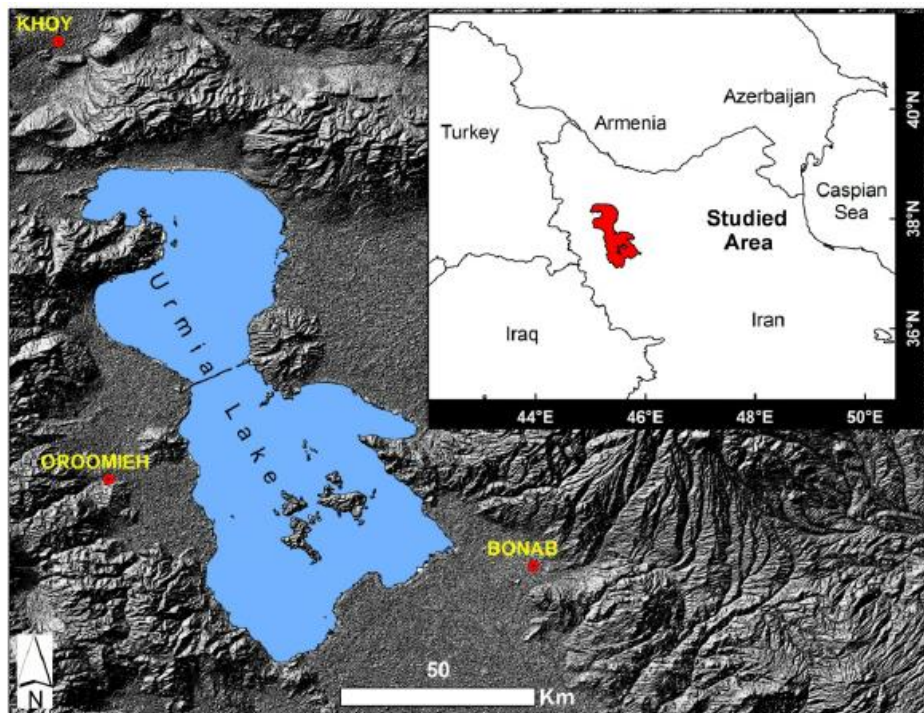 KHOY
Urmia Lake
OROOMIEH
BONAB
N
50
Km
Turkey
Armenia
Azerbaijan
Caspian
Sea
Studied
Area
Iraq
Iran
40°N
38°N
36°N
44°E
46°E
48°E
50°E